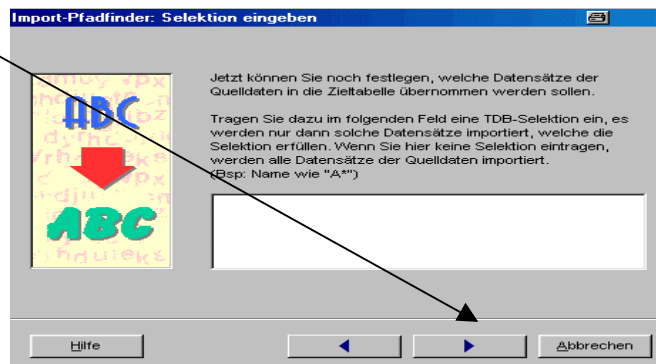 Import-Pfadfinder: Selektion eingeben
ABC
ABC
Jetzt können Sie noch festlegen, welche Datensätze der
Quelldaten in die Zieltabelle übernommen werden sollen.
Tragen Sie dazu im folgenden Feld eine TDB-Selektion ein, es
werden nur dann solche Datensätze importiert, welche die
Selektion erfüllen. Wenn Sie hier keine Selektion eintragen,
werden alle Datensätze der Quelldaten importiert.
(Bsp: Name wie "A*")
Hilfe
Abbrechen